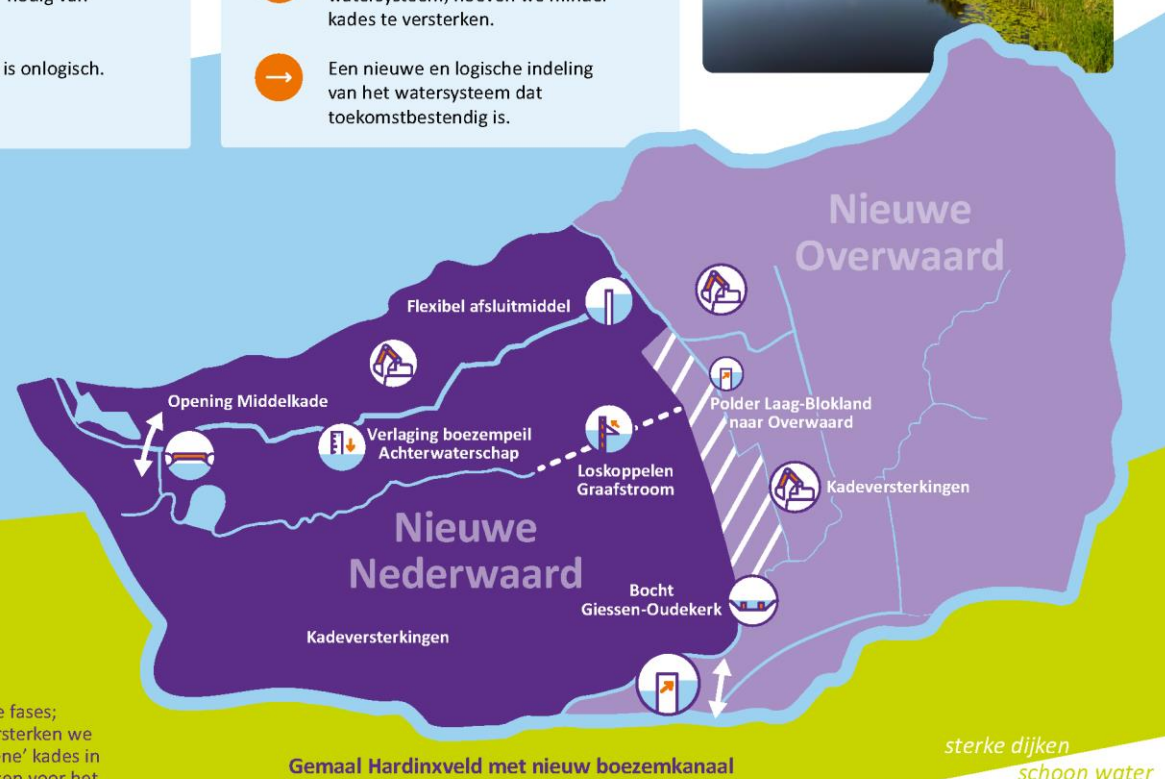 is onlogisch.
kades te versterken.
Een nieuwe en logische indeling
van het watersysteem dat
toekomstbestendig is.
Nieuwe
Overwaard
Flexibel afsluitmiddel
Opening Middelkade
Verlaging boezempeil
Achterwaterschap
Polder Laag-Blokland
naar Overwaard
Loskoppelen
Graafstroom
Kadeversterkingen
Nieuwe
Nederwaard
Bocht
Giessen-Oudekerk
Kadeversterkingen
e fases;
rsterken we
ne’ kades in
Gemaal Hardinxveld met nieuw boezemkanaal
sterke dijken
schoon water